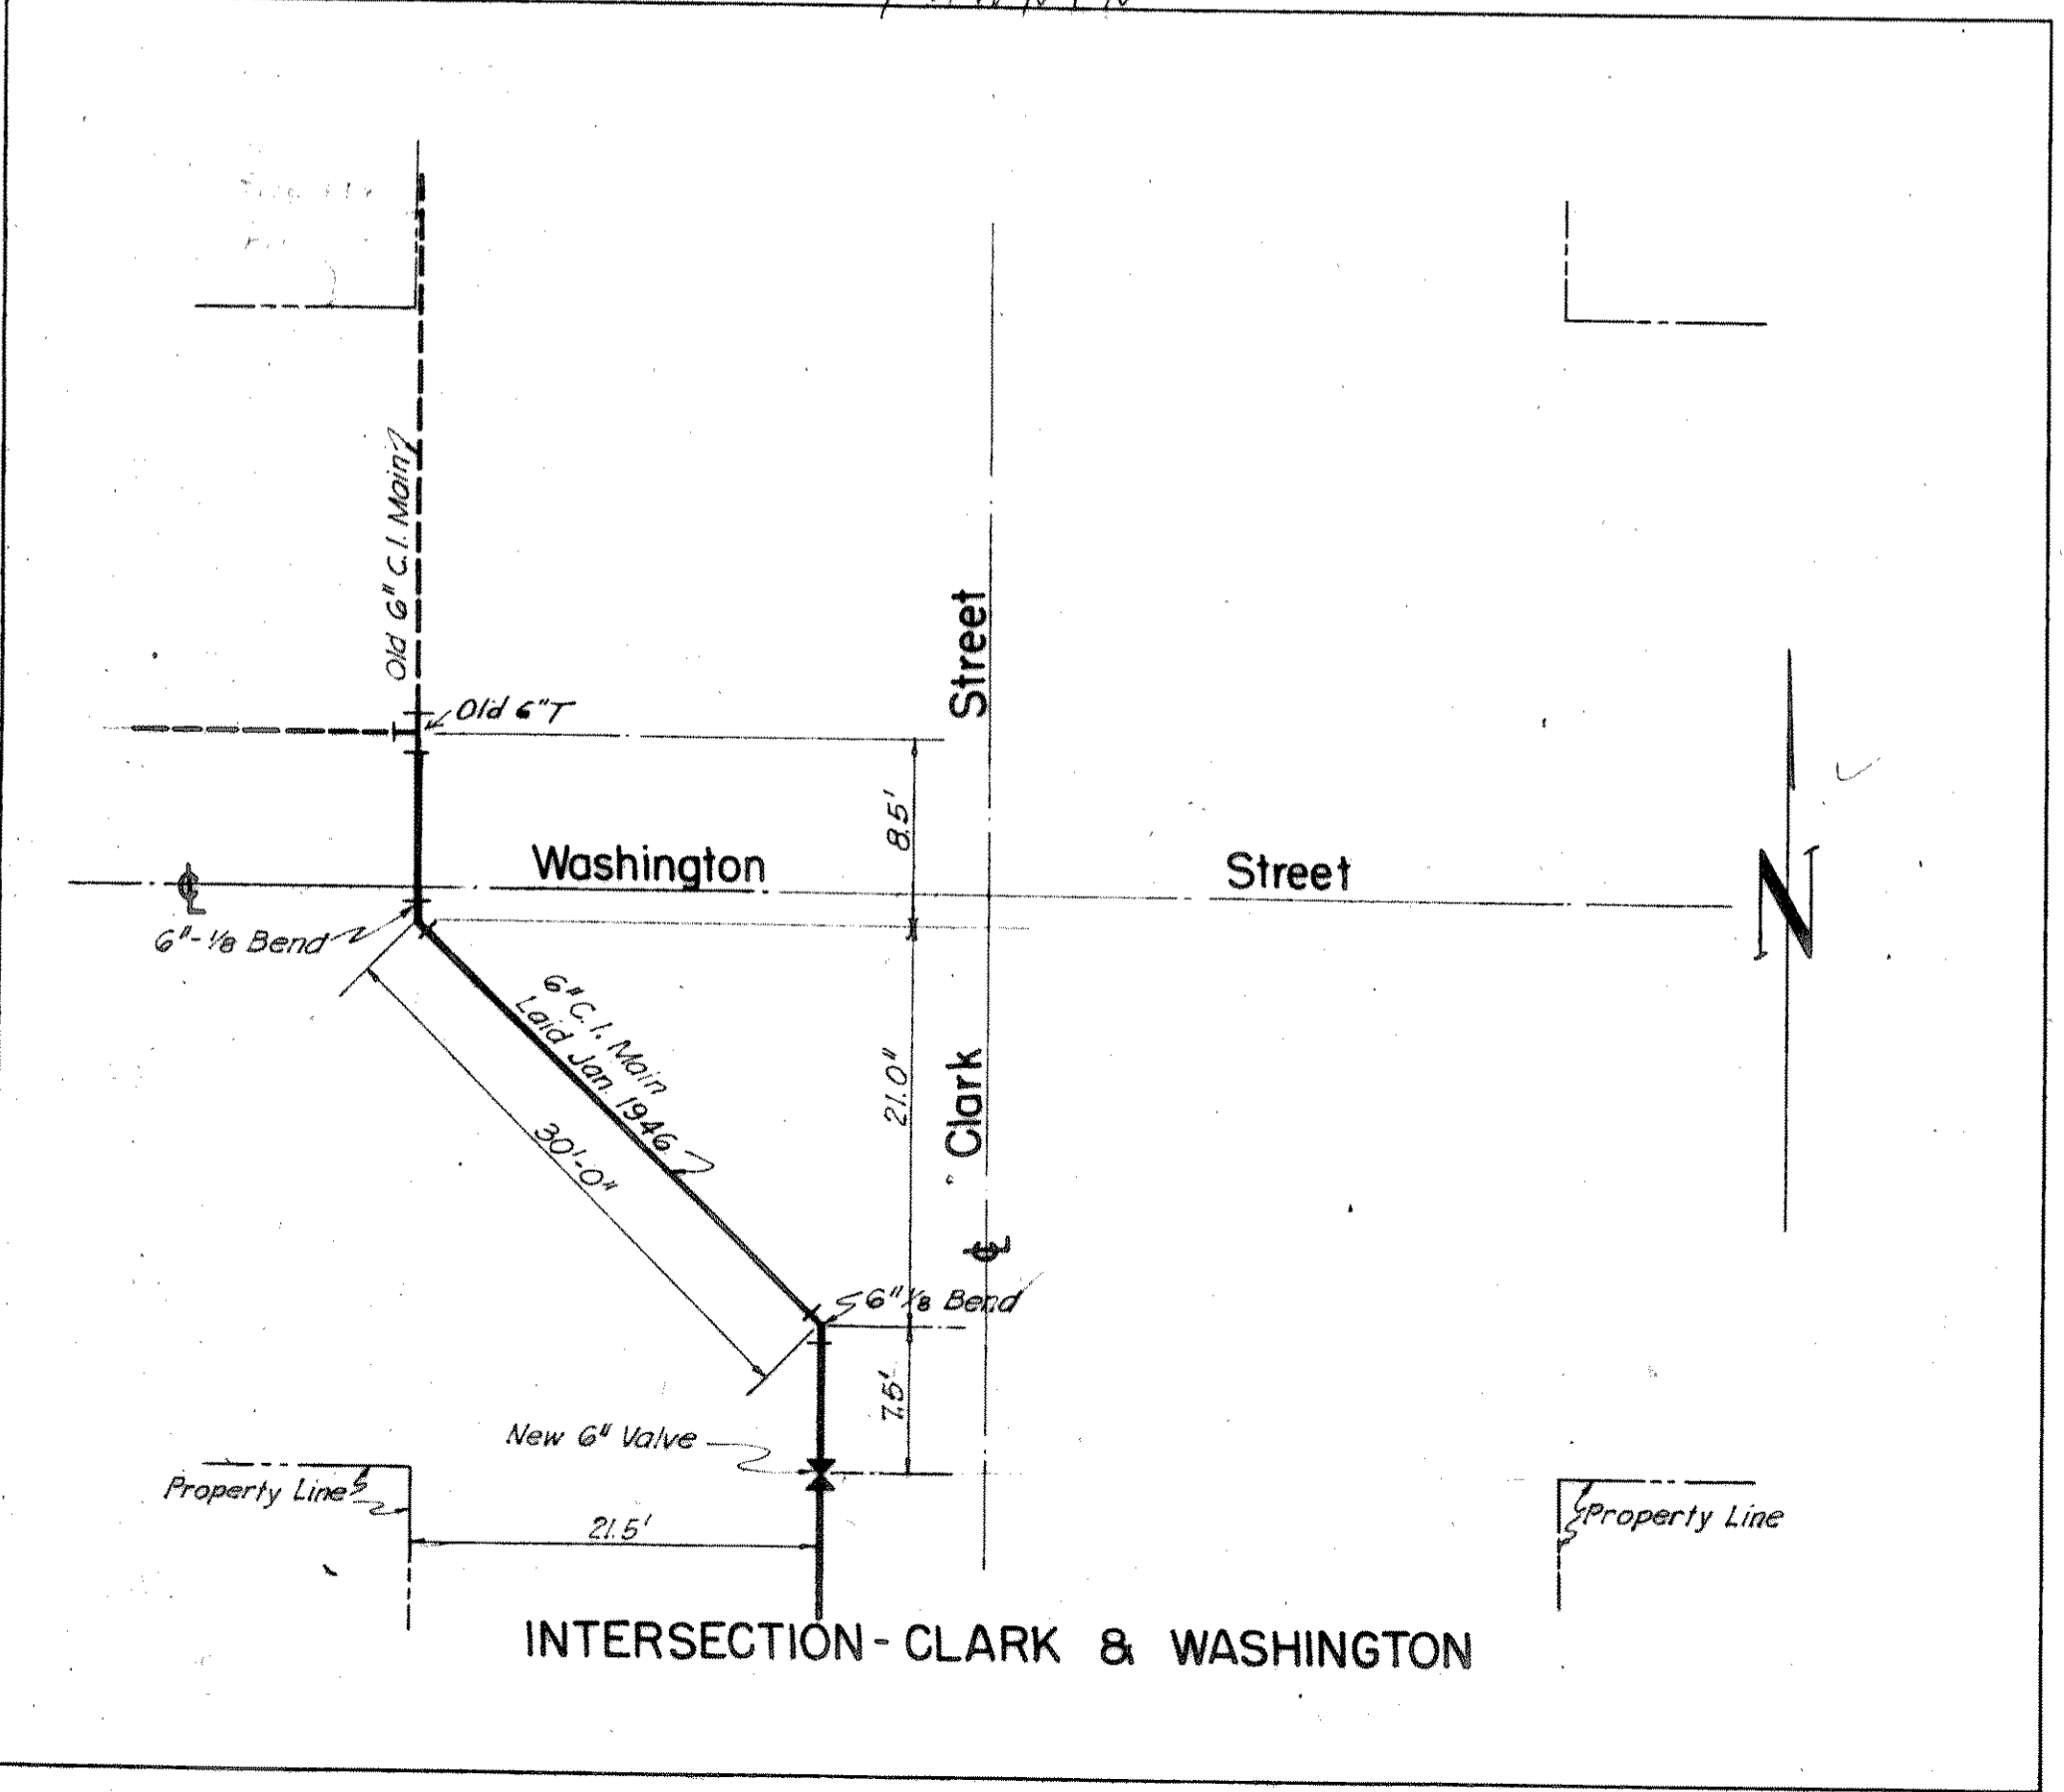 Old 6" C.I. Main
Old 6" T
Street
8.5'
Washington
Street
N
6"-1/8 Bend
6" C.I. Main
Laid Jan. 1946
30'-0"
21.0"
Clark
6" 1/8 Bend
7.5'
New 6" Valve
Property Line
21.5'
Property Line
INTERSECTION - CLARK & WASHINGTON